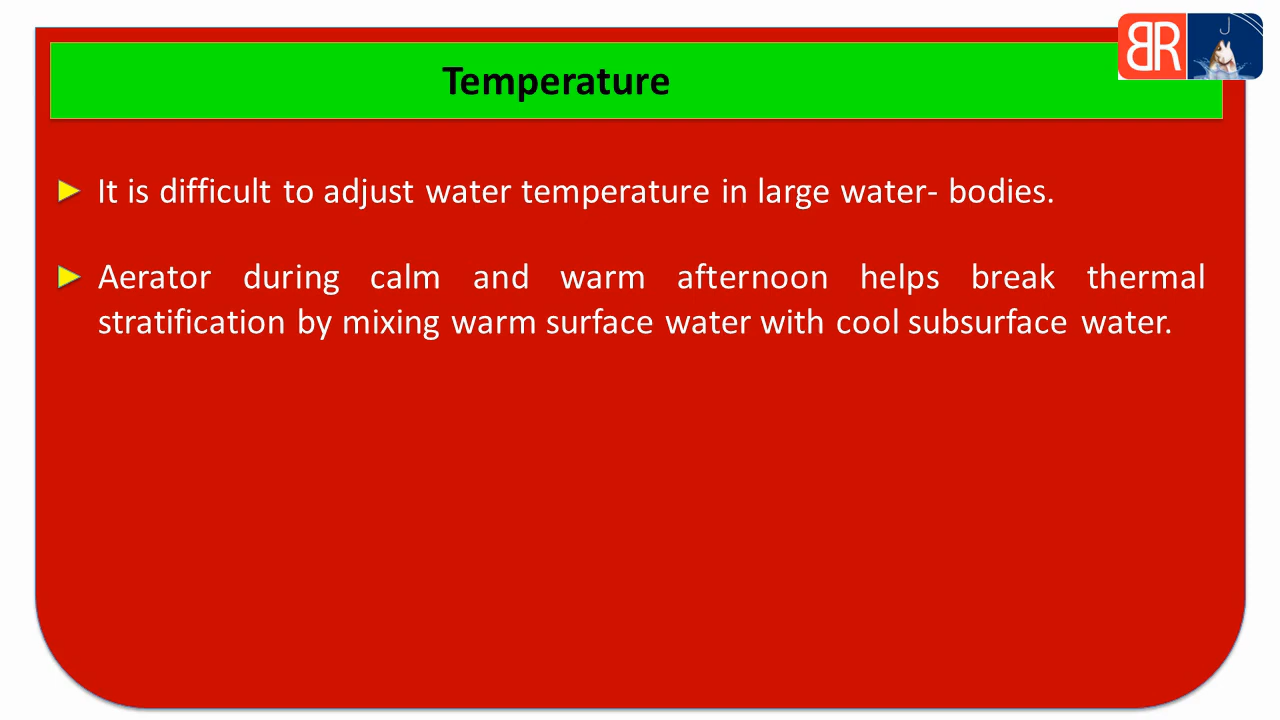 Temperature
BR
It is difficult to adjust water temperature in large water- bodies.
Aerator during calm and warm afternoon helps break thermal
stratification by mixing warm surface water with cool subsurface water.